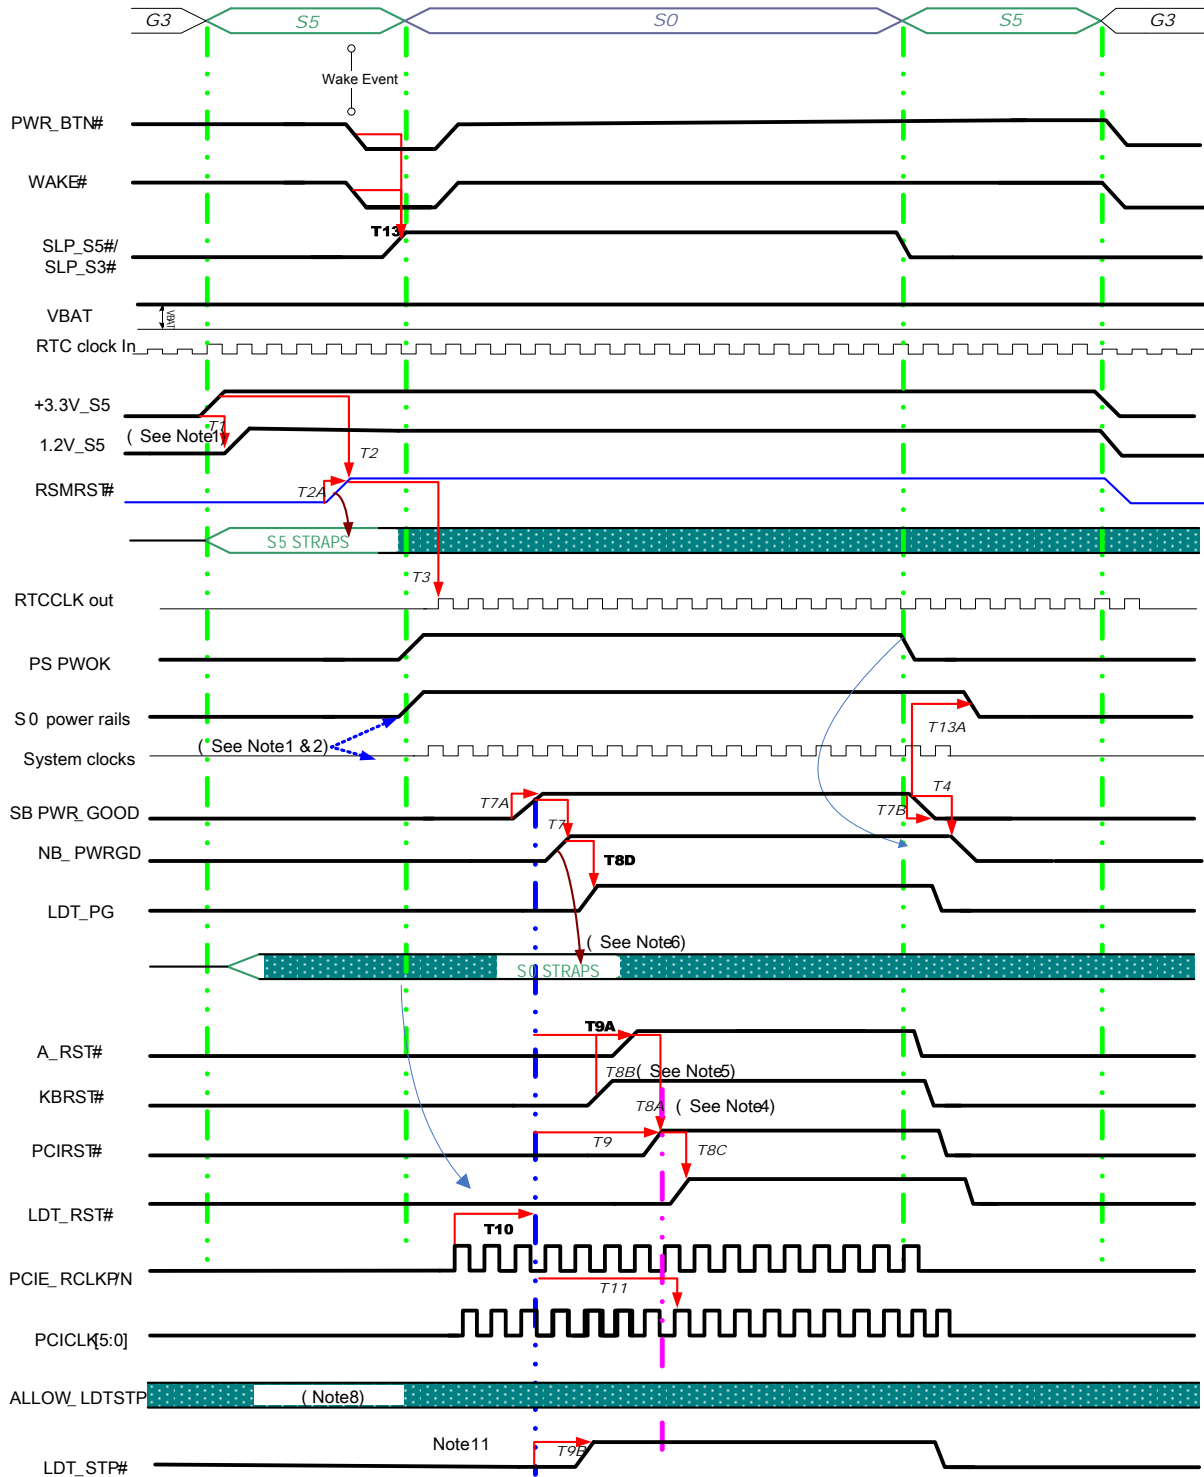 G3 S5 S0 S5 G3
Wake Event
PWR_BTN#
WAKE#
T13
SLP_S5#/
SLP_S3#
VBAT
VBAT
RTC clock In
+3.3V_S5
T1
( See Note1)
1.2V_S5
T2
RSMRST#
T2A
S5 STRAPS
T3
RTCCLK out
PS PWOK
S0 power rails
T13A
( See Note1 &2)
System clocks
T7A
T4
SB PWR_GOOD
T7
T7B
NB_PWRGD
T8D
LDT_PG
( See Note6)
S0 STRAPS
T9A
A_RST#
T8B( See Note5)
KBRST#
T8A ( See Note4)
PCIRST#
T9
T8C
LDT_RST#
T10
PCIE_RCLKP/N
T11
PCICLK[5:0]
ALLOW_LDTSTP
( Note8)
Note11
T9B
LDT_STP#